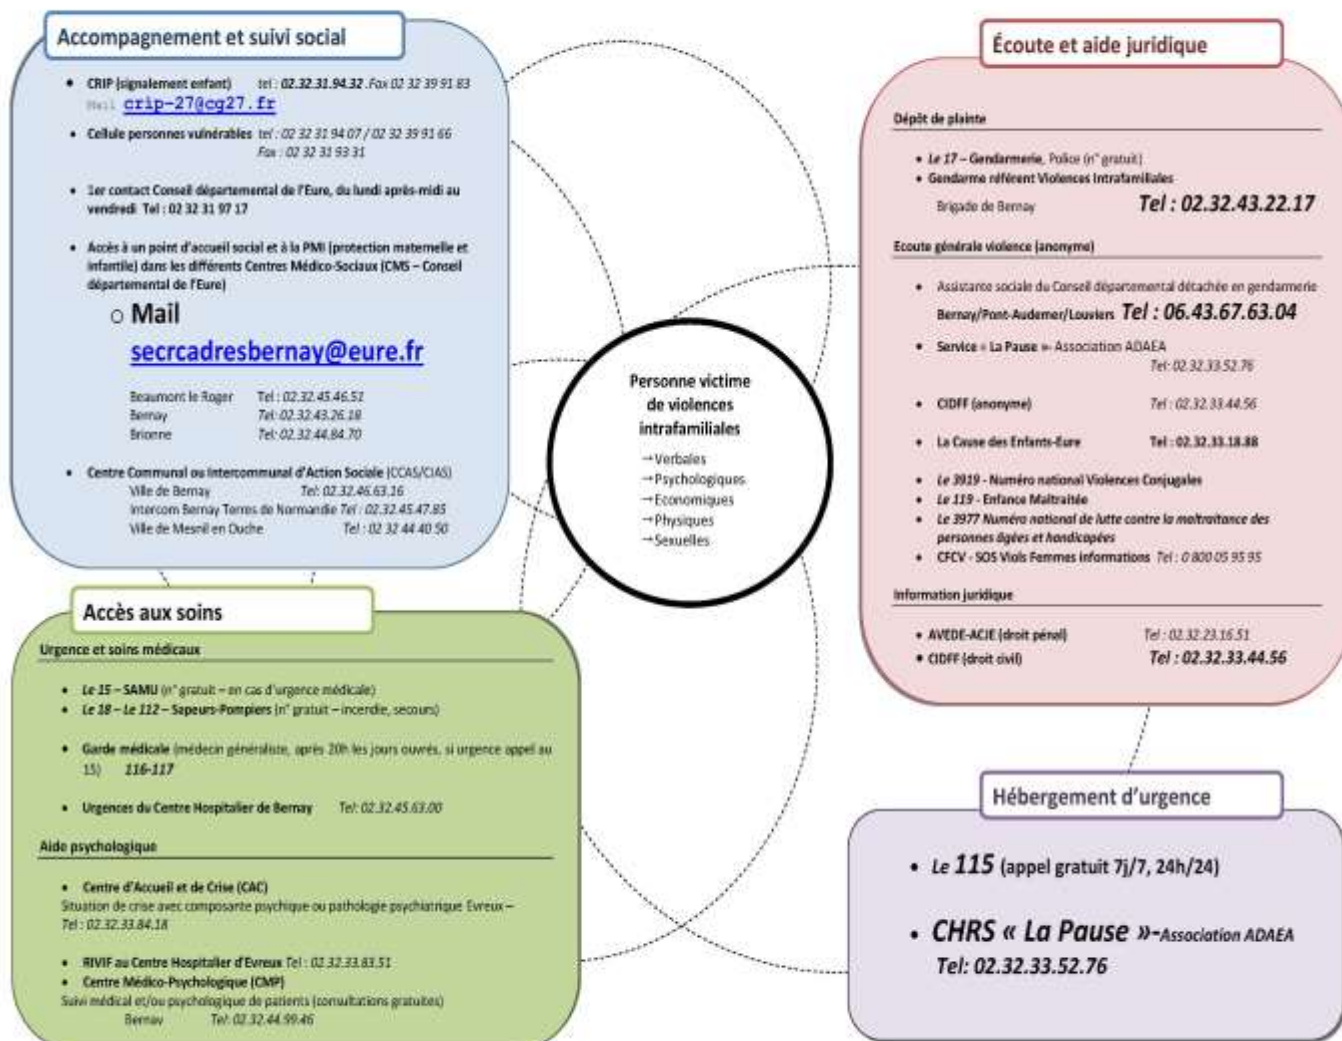 Accompagnement et suivi social
• CRIP (signalement enfant) tel : 02.32.31.94.32 .Fax 02 32 39 91 83
Mail crip-27@cg27.fr
• Cellule personnes vulnérables tel : 02 32 31 94 07 / 02 32 39 91 66
Fax : 02 32 31 93 31
• 1er contact Conseil départemental de l'Eure, du lundi après-midi au
vendredi Tel : 02 32 31 97 17
• Accès à un point d'accueil social et à la PMI (protection maternelle et
infantile) dans les différents Centres Médico-Sociaux (CMS – Conseil
départemental de l'Eure)
o Mail
secrcadresbernay@eure.fr
Beaumont le Roger Tel : 02.32.45.46.51
Bernay Tel: 02.32.43.26.18
Brionne Tel: 02.32.44.84.70
• Centre Communal ou Intercommunal d'Action Sociale (CCAS/CIAS)
Ville de Bernay Tel: 02.32.46.63.16
Intercom Bernay Terres de Normandie Tel : 02.32.45.47.85
Ville de Mesnil en Ouche Tel : 02 32 44 40 50
Accès aux soins
Urgence et soins médicaux
• Le 15 – SAMU (n° gratuit – en cas d'urgence médicale)
• Le 18 – Le 112 – Sapeurs-Pompiers (n° gratuit – incendie, secours)
• Garde médicale (médecin généraliste, après 20h les jours ouvrés, si urgence appel au
15) 116-117
• Urgences du Centre Hospitalier de Bernay Tel: 02.32.45.63.00
Aide psychologique
• Centre d'Accueil et de Crise (CAC)
Situation de crise avec composante psychique ou pathologie psychiatrique Evreux –
Tel : 02.32.33.84.18
• RIVIF au Centre Hospitalier d'Evreux Tel : 02.32.33.83.51
• Centre Médico-Psychologique (CMP)
Suivi médical et/ou psychologique de patients (consultations gratuites)
Bernay Tel: 02.32.44.99.46
Personne victime
de violences
intrafamiliales
→Verbales
→Psychologiques
→Economiques
→Physiques
→Sexuelles
Écoute et aide juridique
Dépôt de plainte
• Le 17 – Gendarmerie, Police (n° gratuit)
• Gendarme référent Violences Intrafamiliales
Brigade de Bernay Tel : 02.32.43.22.17
Ecoute générale violence (anonyme)
• Assistante sociale du Conseil départemental détachée en gendarmerie
Bernay/Pont-Audemer/Louviers Tel : 06.43.67.63.04
• Service « La Pause »- Association ADAEA
Tel: 02.32.33.52.76
• CIDFF (anonyme) Tel : 02.32.33.44.56
• La Cause des Enfants-Eure Tel : 02.32.33.18.88
• Le 3919 - Numéro national Violences Conjugales
• Le 119 - Enfance Maltraitée
• Le 3977 Numéro national de lutte contre la maltraitance des
personnes âgées et handicapées
• CFCV - SOS Viols Femmes informations Tel : 0 800 05 95 95
Information juridique
• AVEDE-ACJE (droit pénal) Tel : 02.32.23.16.51
• CIDFF (droit civil) Tel : 02.32.33.44.56
Hébergement d'urgence
• Le 115 (appel gratuit 7j/7, 24h/24)
• CHRS « La Pause »-Association ADAEA
Tel: 02.32.33.52.76